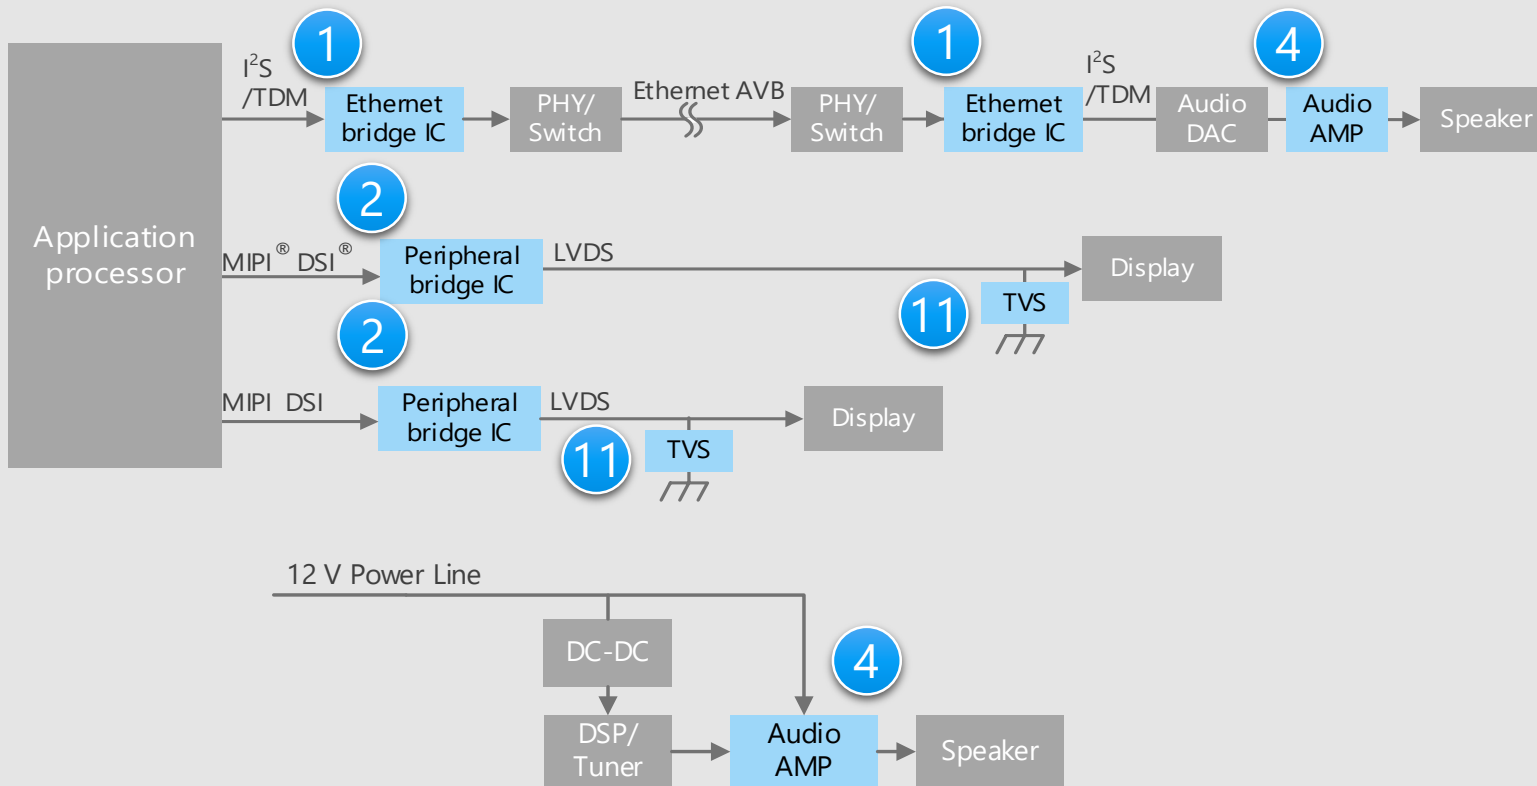 1
1
4
I²S
/TDM
Ethernet
bridge IC
PHY/
Switch
Ethernet AVB
PHY/
Switch
Ethernet
bridge IC
I²S
/TDM
Audio
DAC
Audio
AMP
Speaker
Application
processor
2
MIPI® DSI®
Peripheral
bridge IC
LVDS
Display
11
TVS
2
MIPI DSI
Peripheral
bridge IC
LVDS
Display
11
TVS
12 V Power Line
DC-DC
4
DSP/
Tuner
Audio
AMP
Speaker